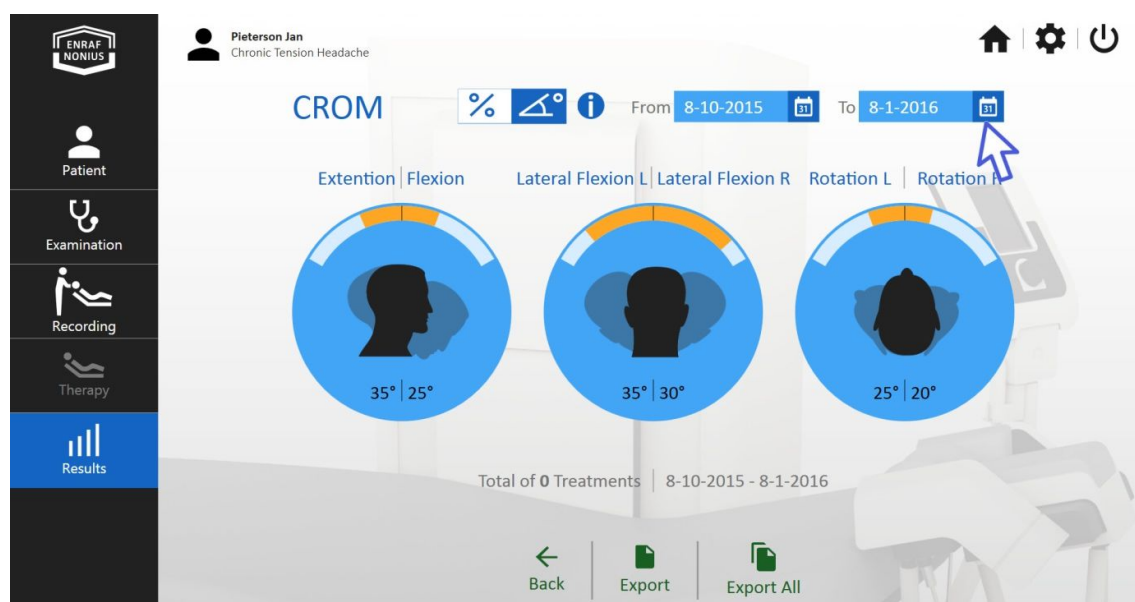 ENRAF
NONIUS
Pieterson Jan
Chronic Tension Headache
Patient
Examination
Recording
Therapy
Results
CROM
% ∠° i From 8-10-2015 31 To 8-1-2016 31
Extention | Flexion
Lateral Flexion L | Lateral Flexion R
Rotation L | Rotation R
35° | 25°
35° | 30°
25° | 20°
Total of 0 Treatments | 8-10-2015 - 8-1-2016
Back
Export
Export All